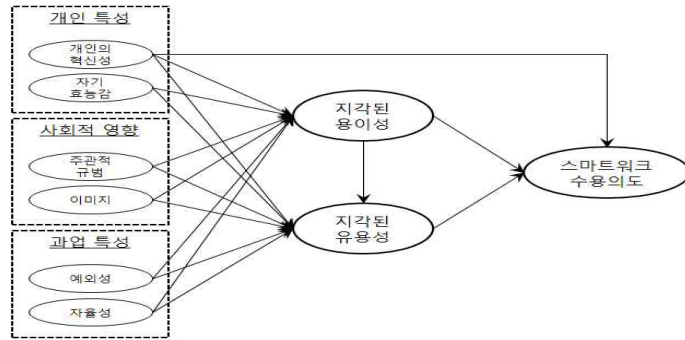 개인 특성
개인의
혁신성
자기
효능감
사회적 영향
주관적
규범
이미지
과업 특성
예외성
자율성
지각된
용이성
지각된
유용성
스마트워크
수용의도